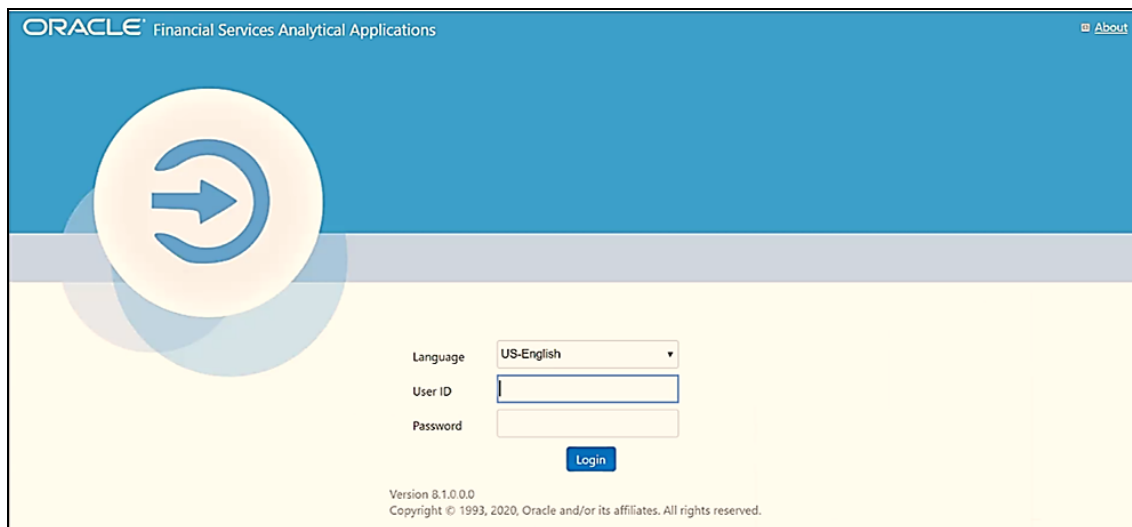 ORACLE® Financial Services Analytical Applications
About
Language US-English
User ID
Password
Login
Version 8.1.0.0.0
Copyright © 1993, 2020, Oracle and/or its affiliates. All rights reserved.